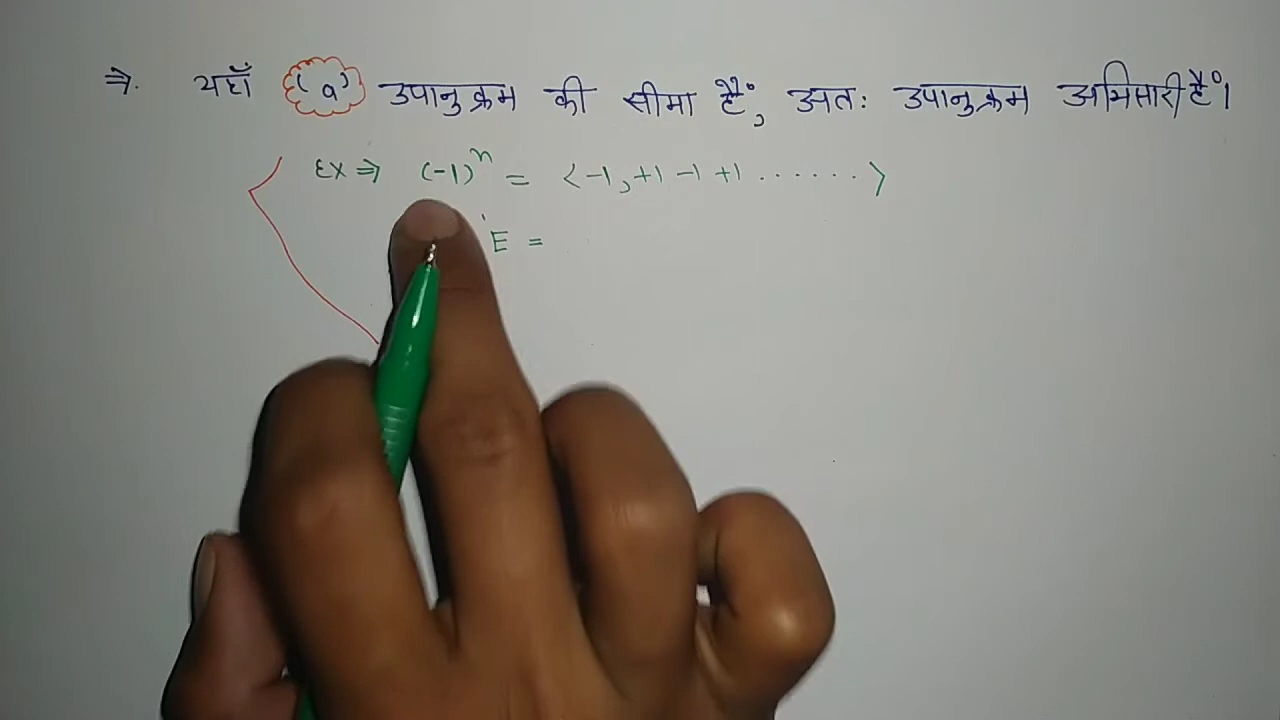 ⇒. यहाँ (a) उपानुक्रम की सीमा हैं, अतः उपानुक्रम अभिसारी हैं।
Ex ⇒ (-1)ⁿ = ⟨-1, +1 -1 +1 ...... ⟩
E =